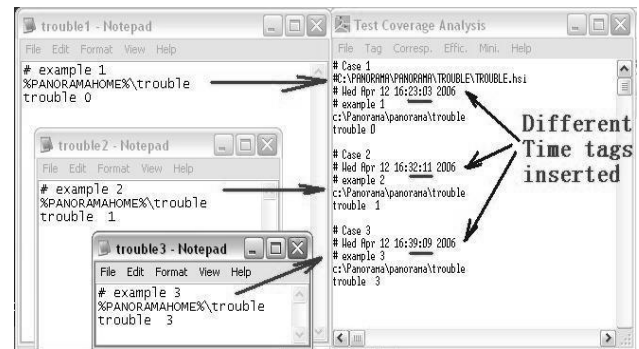 trouble1 - Notepad
File Edit Format View Help
# example 1
%PANORAMAHOME%\trouble
trouble 0
trouble2 - Notepad
File Edit Format View Help
# example 2
%PANORAMAHOME%\trouble
trouble 1
trouble3 - Notepad
File Edit Format View Help
# example 3
%PANORAMAHOME%\trouble
trouble 3
Test Coverage Analysis
File Tag Corresp. Effic. Mini. Help
# Case 1
#C:\PANORAMA\PANORAMA\TROUBLE\TROUBLE.hsi
# Wed Apr 12 16:23:03 2006
# example 1
c:\Panorama\panorama\trouble
trouble 0
# Case 2
# Wed Apr 12 16:32:11 2006
# example 2
c:\Panorama\panorama\trouble
trouble 1
# Case 3
# Wed Apr 12 16:39:09 2006
# example 3
c:\Panorama\panorama\trouble
trouble 3
Different
Time tags
inserted